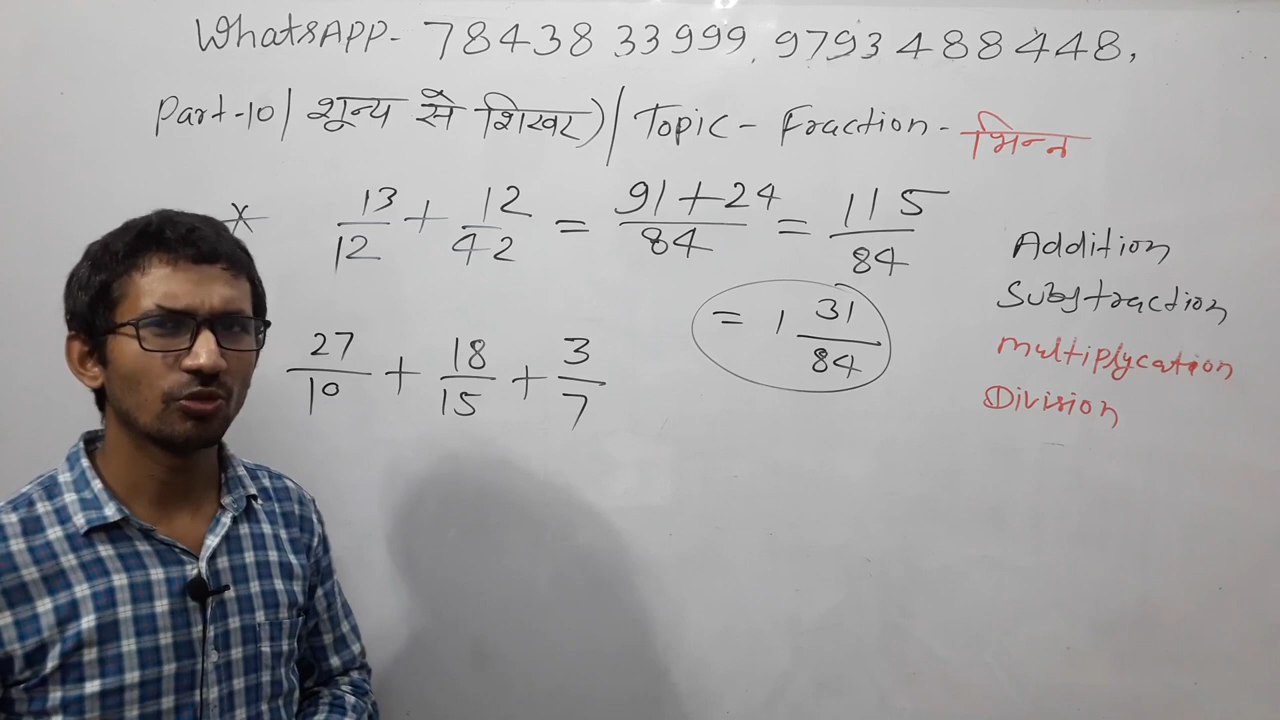 WhatsAPP- 78438 33999, 9793488448,
Part-10| शून्य से शिखर)| Topic - Fraction - भिन्न
* 13/12 + 12/42 = 91+24/84 = 115/84
= 1 31/84
27/10 + 18/15 + 3/7
Addition
Substraction
Multiplycation
Division